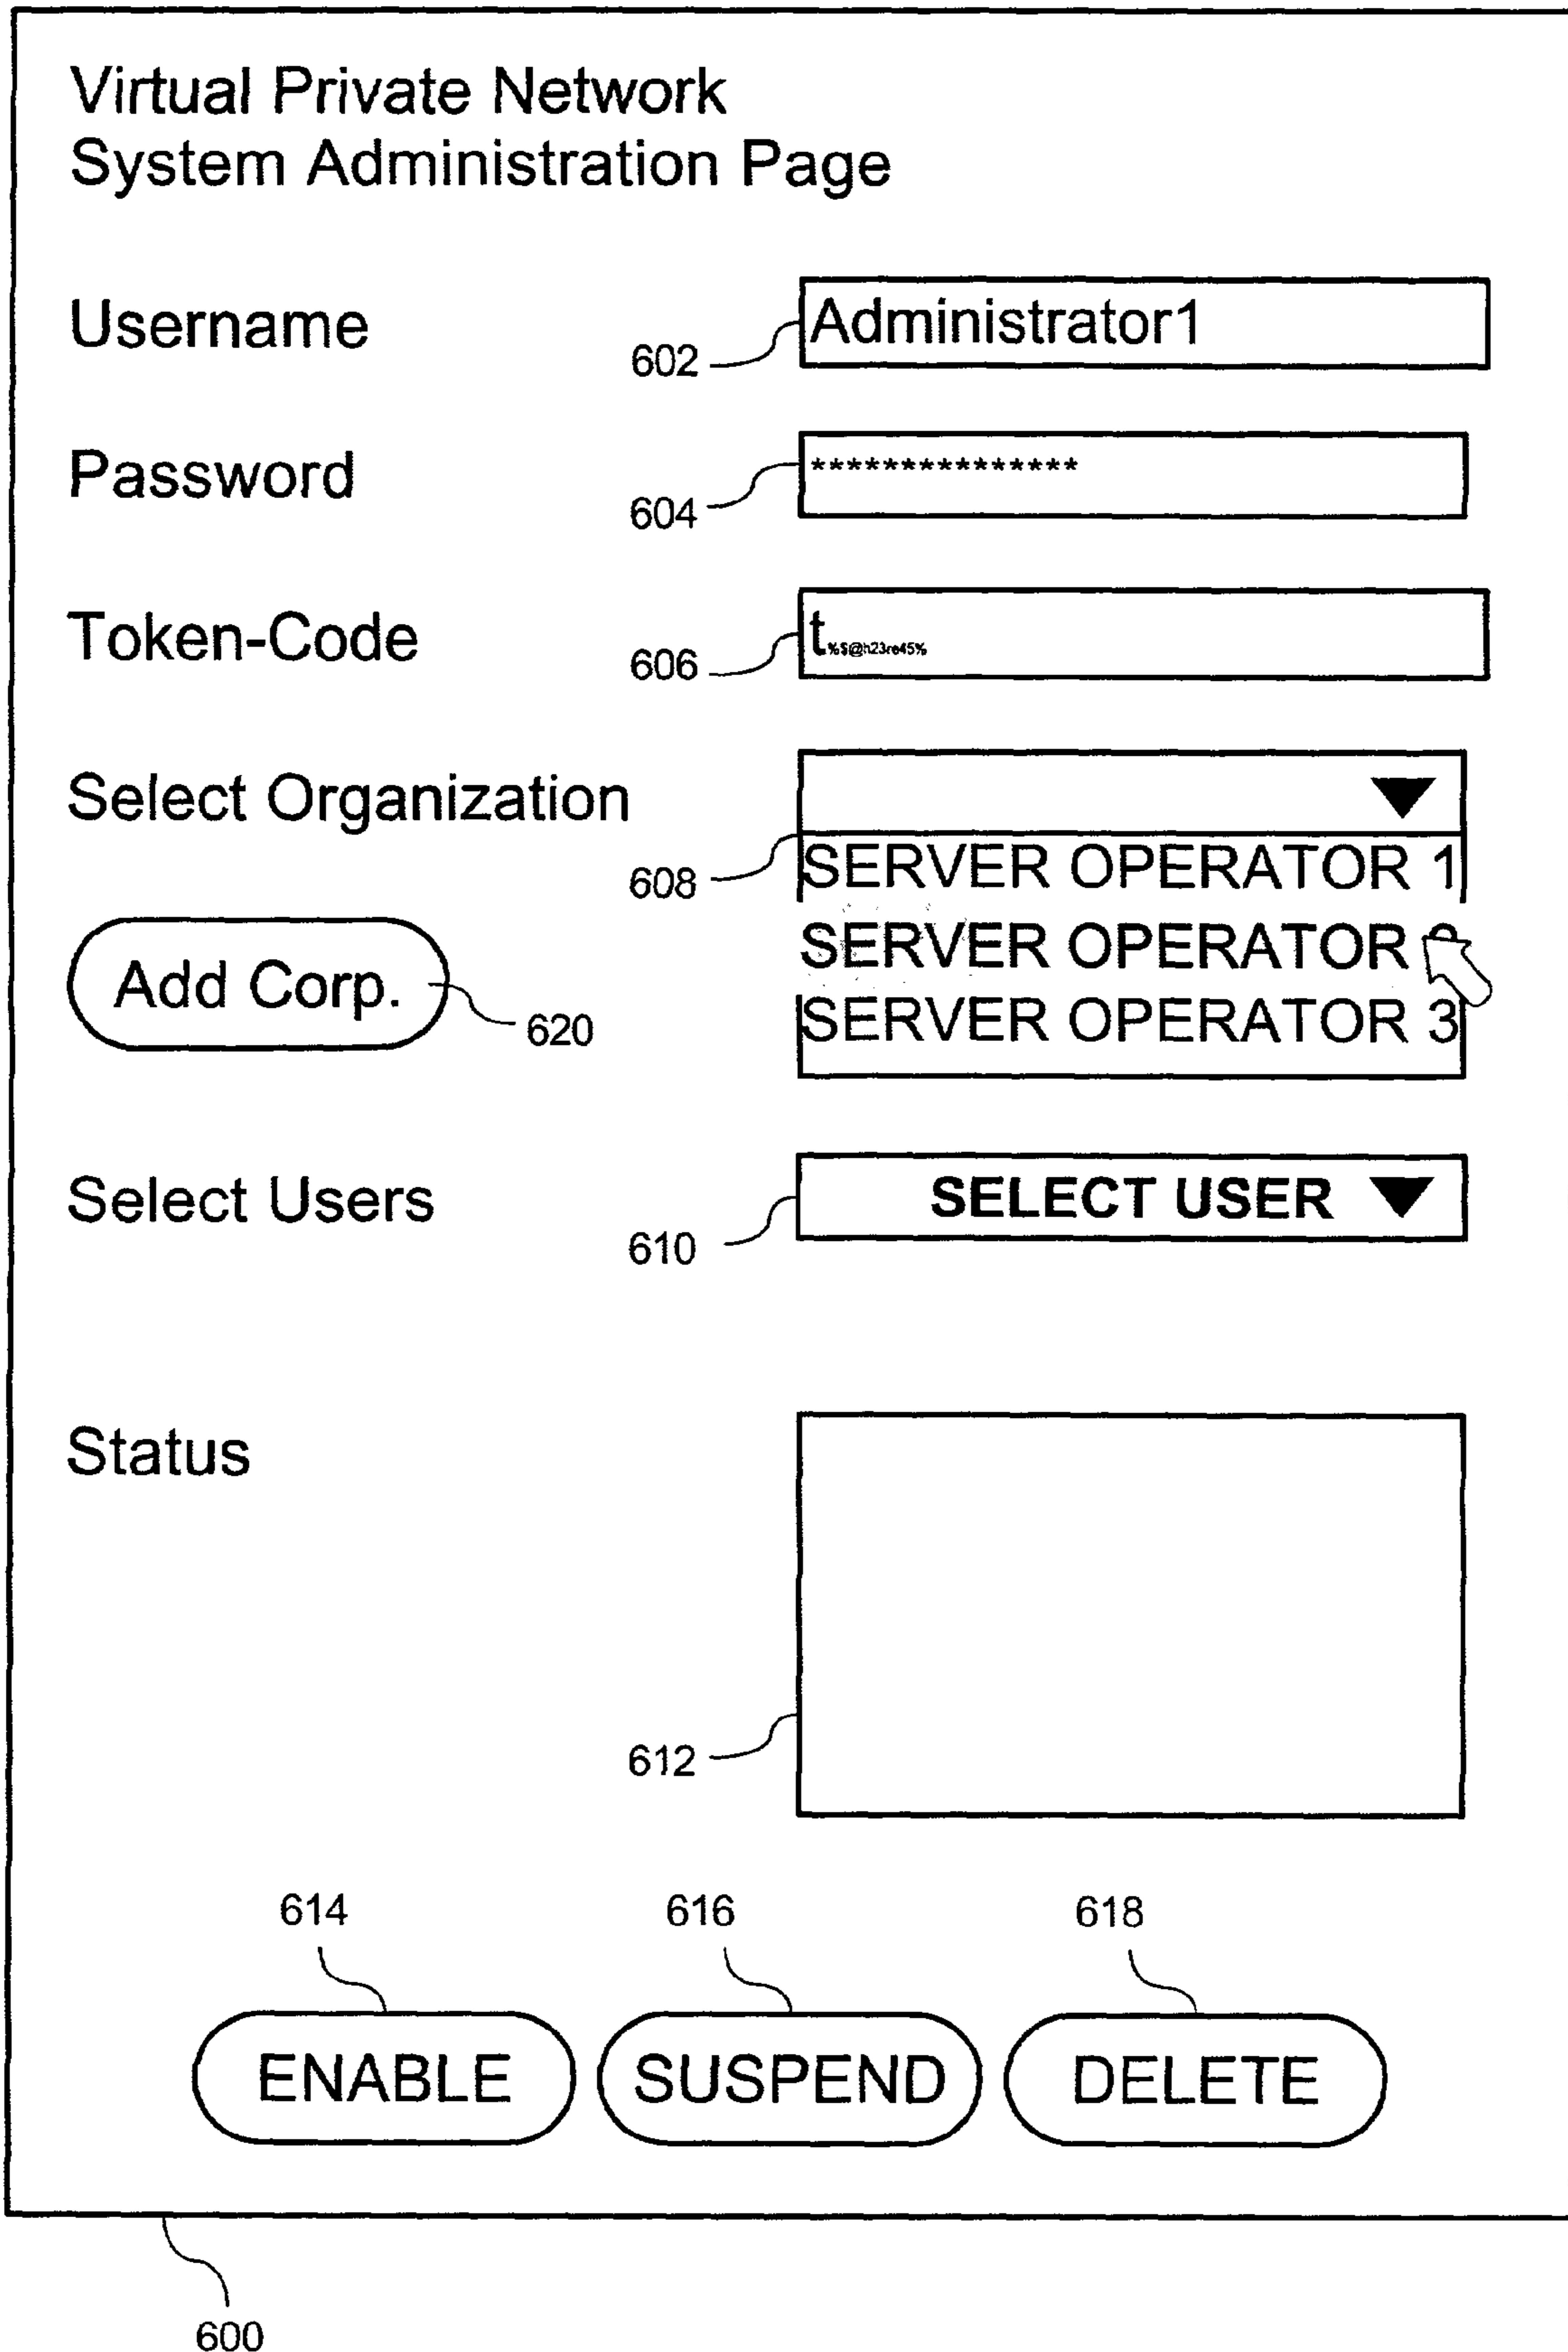 Virtual Private Network
System Administration Page
Username
602
Administrator1
Password
604
***************
Token-Code
606
t%$@h23re45%
Select Organization
608
SERVER OPERATOR 1
SERVER OPERATOR
SERVER OPERATOR 3
Add Corp.
620
Select Users
610
SELECT USER
Status
612
614
616
618
ENABLE
SUSPEND
DELETE
600